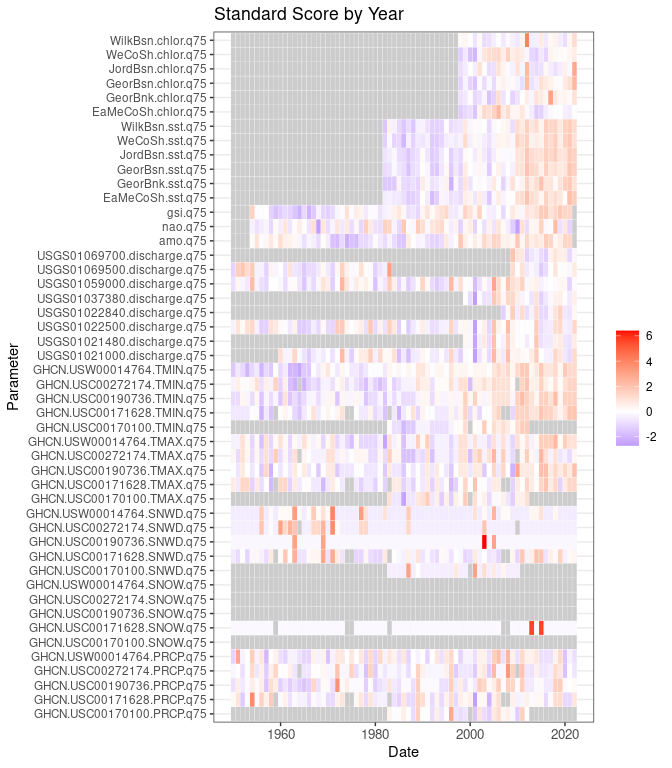 Standard Score by Year
Parameter
WilkBsn.chlor.q75
WeCoSh.chlor.q75
JordBsn.chlor.q75
GeorBsn.chlor.q75
GeorBnk.chlor.q75
EaMeCoSh.chlor.q75
WilkBsn.sst.q75
WeCoSh.sst.q75
JordBsn.sst.q75
GeorBsn.sst.q75
GeorBnk.sst.q75
EaMeCoSh.sst.q75
gsi.q75
nao.q75
amo.q75
USGS01069700.discharge.q75
USGS01069500.discharge.q75
USGS01059000.discharge.q75
USGS01037380.discharge.q75
USGS01022840.discharge.q75
USGS01022500.discharge.q75
USGS01021480.discharge.q75
USGS01021000.discharge.q75
GHCN.USW00014764.TMIN.q75
GHCN.USC00272174.TMIN.q75
GHCN.USC00190736.TMIN.q75
GHCN.USC00171628.TMIN.q75
GHCN.USC00170100.TMIN.q75
GHCN.USW00014764.TMAX.q75
GHCN.USC00272174.TMAX.q75
GHCN.USC00190736.TMAX.q75
GHCN.USC00171628.TMAX.q75
GHCN.USC00170100.TMAX.q75
GHCN.USW00014764.SNWD.q75
GHCN.USC00272174.SNWD.q75
GHCN.USC00190736.SNWD.q75
GHCN.USC00171628.SNWD.q75
GHCN.USC00170100.SNWD.q75
GHCN.USW00014764.SNOW.q75
GHCN.USC00272174.SNOW.q75
GHCN.USC00190736.SNOW.q75
GHCN.USC00171628.SNOW.q75
GHCN.USC00170100.SNOW.q75
GHCN.USW00014764.PRCP.q75
GHCN.USC00272174.PRCP.q75
GHCN.USC00190736.PRCP.q75
GHCN.USC00171628.PRCP.q75
GHCN.USC00170100.PRCP.q75
1960 1980 2000 2020
Date
6
4
2
0
-2